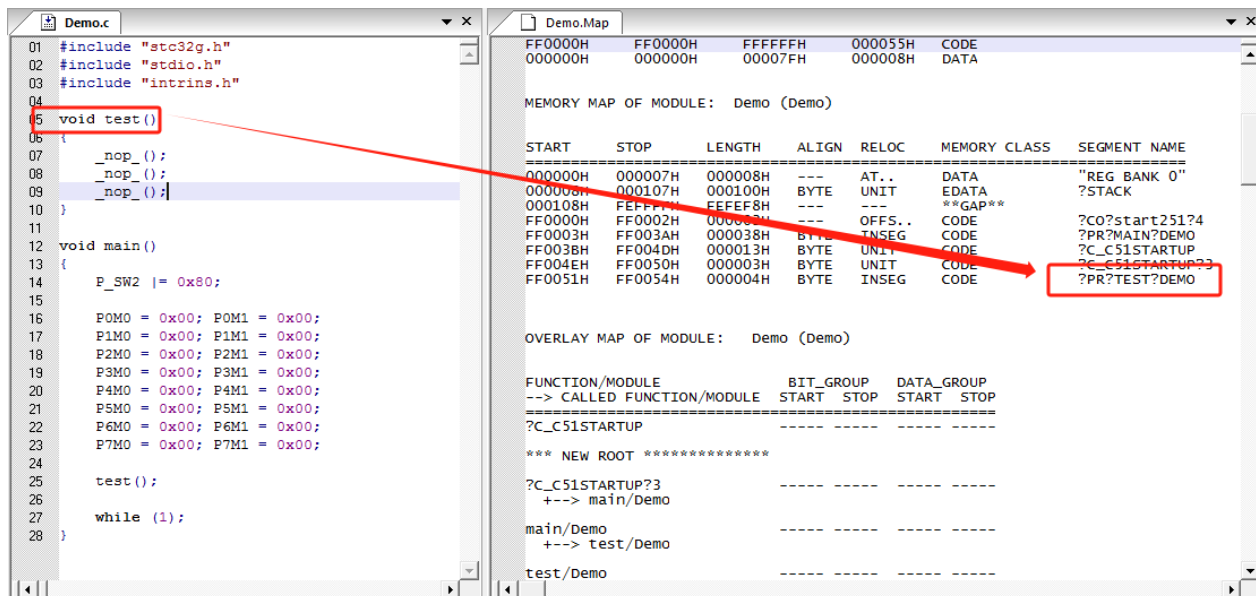 Demo.c
01 #include "stc32g.h"
02 #include "stdio.h"
03 #include "intrins.h"
04
05 void test()
06 {
07 _nop_();
08 _nop_();
09 _nop_();
10 }
11
12 void main()
13 {
14 P_SW2 |= 0x80;
15
16 P0M0 = 0x00; P0M1 = 0x00;
17 P1M0 = 0x00; P1M1 = 0x00;
18 P2M0 = 0x00; P2M1 = 0x00;
19 P3M0 = 0x00; P3M1 = 0x00;
20 P4M0 = 0x00; P4M1 = 0x00;
21 P5M0 = 0x00; P5M1 = 0x00;
22 P6M0 = 0x00; P6M1 = 0x00;
23 P7M0 = 0x00; P7M1 = 0x00;
24
25 test();
26
27 while (1);
28 }
Demo.Map
FF0000H FF0000H FFFFFFH 000055H CODE
000000H 000000H 00007FH 000008H DATA
MEMORY MAP OF MODULE: Demo (Demo)
START STOP LENGTH ALIGN RELOC MEMORY CLASS SEGMENT NAME
=========================================================================
000000H 000007H 000008H --- AT.. DATA "REG BANK 0"
000008H 000107H 000100H BYTE UNIT EDATA ?STACK
000108H FEFFFFH FEFEF8H --- --- **GAP**
FF0000H FF0002H 000003H --- OFFS.. CODE ?CO?start251?4
FF0003H FF003AH 000038H BYTE INSEG CODE ?PR?MAIN?DEMO
FF003BH FF004DH 000013H BYTE UNIT CODE ?C_C51STARTUP
FF004EH FF0050H 000003H BYTE UNIT CODE ?C_C51STARTUP?3
FF0051H FF0054H 000004H BYTE INSEG CODE ?PR?TEST?DEMO
OVERLAY MAP OF MODULE: Demo (Demo)
FUNCTION/MODULE BIT_GROUP DATA_GROUP
--> CALLED FUNCTION/MODULE START STOP START STOP
====================================================
?C_C51STARTUP ----- ----- ----- -----
*** NEW ROOT **************
?C_C51STARTUP?3 ----- ----- ----- -----
+--> main/Demo
main/Demo ----- ----- ----- -----
+--> test/Demo
test/Demo ----- ----- ----- -----